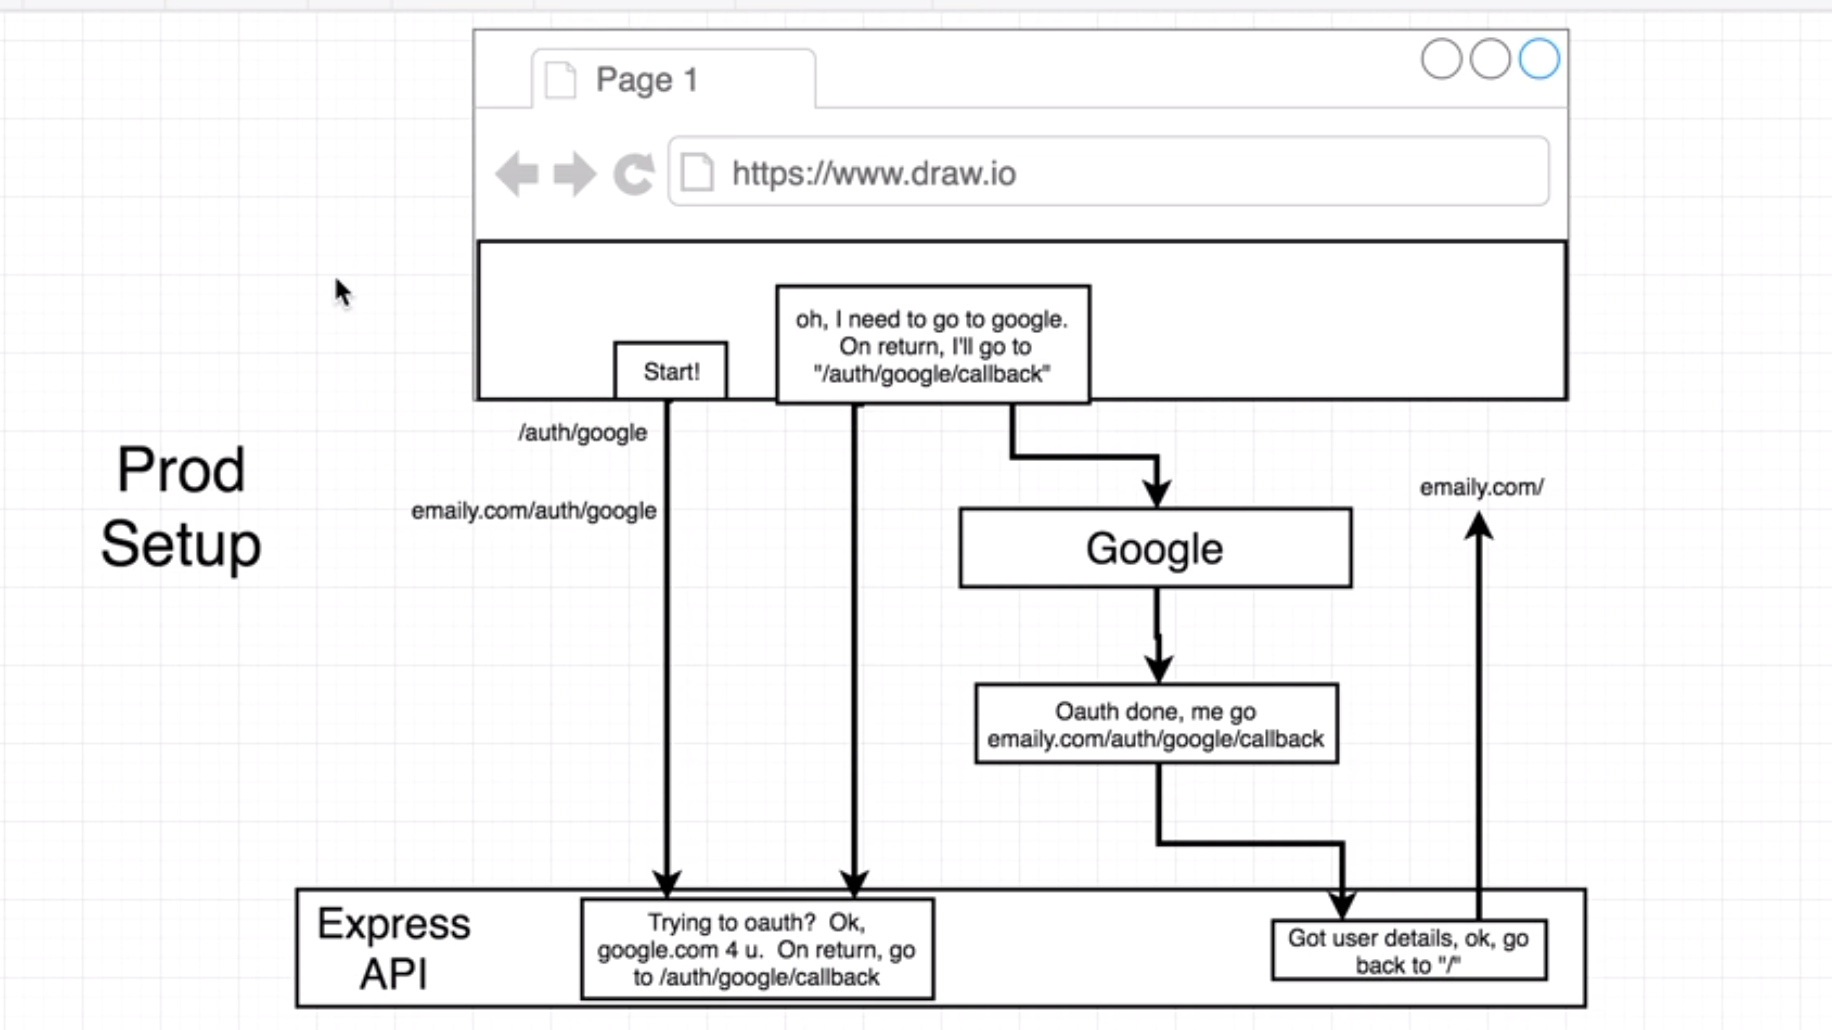 Page 1
https://www.draw.io
oh, I need to go to google.
On return, I'll go to
"/auth/google/callback"
Start!
/auth/google
emaily.com/auth/google
Prod
Setup
emaily.com/
Google
Oauth done, me go
emaily.com/auth/google/callback
Express
API
Trying to oauth?  Ok,
google.com 4 u.  On return, go
to /auth/google/callback
Got user details, ok, go
back to "/"